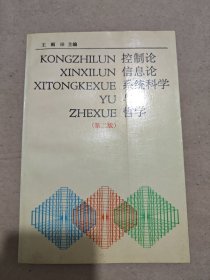 王雨田 主编
KONGZHILUN 控制论
XINXILUN 信息论
XITONGKEXUE 系统科学
YU 与
ZHEXUE 哲学
(第二版)